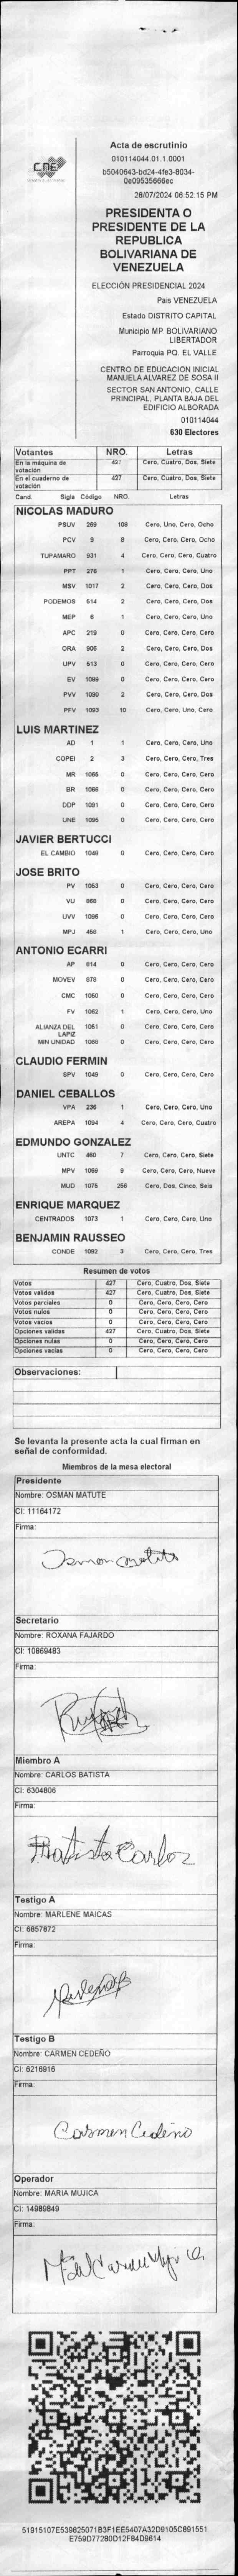 CNE
Acta de escrutinio
010114044.01.1.0001
b5040643-bd24-4fe3-8034-
0e09535666ec
28/07/2024 06:52:15 PM
PRESIDENTA O
PRESIDENTE DE LA
REPUBLICA
BOLIVARIANA DE
VENEZUELA
ELECCIÓN PRESIDENCIAL 2024
Pais VENEZUELA
Estado DISTRITO CAPITAL
Municipio MP. BOLIVARIANO
LIBERTADOR
Parroquia PQ. EL VALLE
CENTRO DE EDUCACION INICIAL
MANUELA ALVAREZ DE SOSA II
SECTOR SAN ANTONIO, CALLE
PRINCIPAL, PLANTA BAJA DEL
EDIFICIO ALBORADA
010114044
630 Electores
Votantes NRO. Letras
En la máquina de votación 427 Cero, Cuatro, Dos, Siete
En el cuaderno de votación 427 Cero, Cuatro, Dos, Siete
Cand. Sigla Código NRO. Letras
NICOLAS MADURO
PSUV 269 108 Cero, Uno, Cero, Ocho
PCV 9 8 Cero, Cero, Cero, Ocho
TUPAMARO 931 4 Cero, Cero, Cero, Cuatro
PPT 276 1 Cero, Cero, Cero, Uno
MSV 1017 2 Cero, Cero, Cero, Dos
PODEMOS 514 2 Cero, Cero, Cero, Dos
MEP 6 1 Cero, Cero, Cero, Uno
APC 219 0 Cero, Cero, Cero, Cero
ORA 906 2 Cero, Cero, Cero, Dos
UPV 513 0 Cero, Cero, Cero, Cero
EV 1089 0 Cero, Cero, Cero, Cero
PVV 1090 2 Cero, Cero, Cero, Dos
PFV 1093 10 Cero, Cero, Uno, Cero
LUIS MARTINEZ
AD 1 1 Cero, Cero, Cero, Uno
COPEI 2 3 Cero, Cero, Cero, Tres
MR 1065 0 Cero, Cero, Cero, Cero
BR 1066 0 Cero, Cero, Cero, Cero
DDP 1091 0 Cero, Cero, Cero, Cero
UNE 1095 0 Cero, Cero, Cero, Cero
JAVIER BERTUCCI
EL CAMBIO 1048 0 Cero, Cero, Cero, Cero
JOSE BRITO
PV 1053 0 Cero, Cero, Cero, Cero
VU 968 0 Cero, Cero, Cero, Cero
UVV 1096 0 Cero, Cero, Cero, Cero
MPJ 458 1 Cero, Cero, Cero, Uno
ANTONIO ECARRI
AP 814 0 Cero, Cero, Cero, Cero
MOVEV 878 0 Cero, Cero, Cero, Cero
CMC 1050 0 Cero, Cero, Cero, Cero
FV 1062 1 Cero, Cero, Cero, Uno
ALIANZA DEL LAPIZ 1051 0 Cero, Cero, Cero, Cero
MIN UNIDAD 1088 0 Cero, Cero, Cero, Cero
CLAUDIO FERMIN
SPV 1049 0 Cero, Cero, Cero, Cero
DANIEL CEBALLOS
VPA 236 1 Cero, Cero, Cero, Uno
AREPA 1094 4 Cero, Cero, Cero, Cuatro
EDMUNDO GONZALEZ
UNTC 460 7 Cero, Cero, Cero, Siete
MPV 1069 9 Cero, Cero, Cero, Nueve
MUD 1076 256 Cero, Dos, Cinco, Seis
ENRIQUE MARQUEZ
CENTRADOS 1073 1 Cero, Cero, Cero, Uno
BENJAMIN RAUSSEO
CONDE 1092 3 Cero, Cero, Cero, Tres
Resumen de votos
Votos 427 Cero, Cuatro, Dos, Siete
Votos validos 427 Cero, Cuatro, Dos, Siete
Votos parciales 0 Cero, Cero, Cero, Cero
Votos nulos 0 Cero, Cero, Cero, Cero
Votos vacios 0 Cero, Cero, Cero, Cero
Opciones validas 427 Cero, Cuatro, Dos, Siete
Opciones nulas 0 Cero, Cero, Cero, Cero
Opciones vacias 0 Cero, Cero, Cero, Cero
Observaciones:
Se levanta la presente acta la cual firman en
señal de conformidad.
Miembros de la mesa electoral
Presidente
Nombre: OSMAN MATUTE
CI: 11164172
Firma:
Osman Matute
Secretario
Nombre: ROXANA FAJARDO
CI: 10869483
Firma:
Miembro A
Nombre: CARLOS BATISTA
CI: 6304806
Firma:
Batista Carlos
Testigo A
Nombre: MARLENE MAICAS
CI: 6857872
Firma:
Testigo B
Nombre: CARMEN CEDEÑO
CI: 6216916
Firma:
Carmen Cedeño
Operador
Nombre: MARIA MUJICA
CI: 14989849
Firma:
51915107E539825071B3F1EE5407A32D9105C891551
E759D77280D12F84D9614